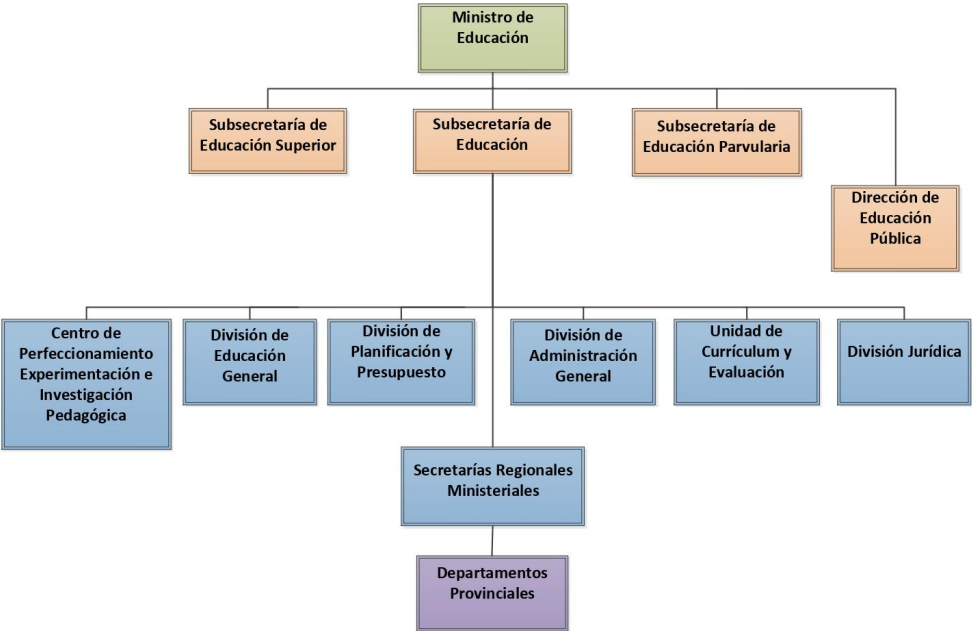 Ministro de
Educación
Subsecretaría de
Educación Superior
Subsecretaría de
Educación
Subsecretaría de
Educación Parvularia
Dirección de
Educación
Pública
Centro de
Perfeccionamiento
Experimentación e
Investigación
Pedagógica
División de
Educación
General
División de
Planificación y
Presupuesto
División de
Administración
General
Unidad de
Currículum y
Evaluación
División Jurídica
Secretarías Regionales
Ministeriales
Departamentos
Provinciales